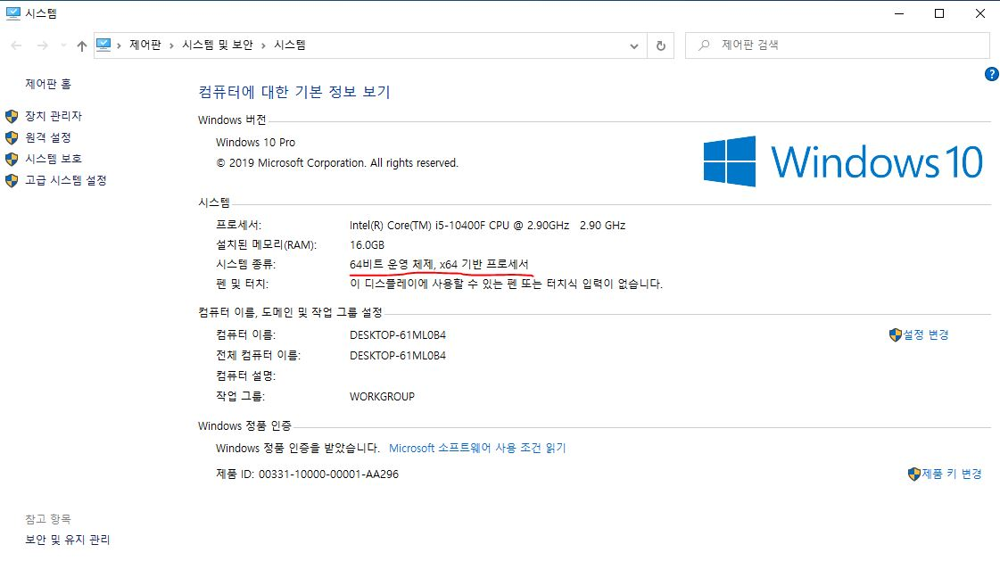 시스템
제어판 › 시스템 및 보안 › 시스템
제어판 검색
제어판 홈
장치 관리자
원격 설정
시스템 보호
고급 시스템 설정
컴퓨터에 대한 기본 정보 보기
Windows 버전
Windows 10 Pro
© 2019 Microsoft Corporation. All rights reserved.
Windows 10
시스템
프로세서: Intel(R) Core(TM) i5-10400F CPU @ 2.90GHz 2.90 GHz
설치된 메모리(RAM): 16.0GB
시스템 종류: 64비트 운영 체제, x64 기반 프로세서
펜 및 터치: 이 디스플레이에 사용할 수 있는 펜 또는 터치식 입력이 없습니다.
컴퓨터 이름, 도메인 및 작업 그룹 설정
컴퓨터 이름: DESKTOP-61ML0B4 설정 변경
전체 컴퓨터 이름: DESKTOP-61ML0B4
컴퓨터 설명:
작업 그룹: WORKGROUP
Windows 정품 인증
Windows 정품 인증을 받았습니다. Microsoft 소프트웨어 사용 조건 읽기
제품 ID: 00331-10000-00001-AA296 제품 키 변경
참고 항목
보안 및 유지 관리